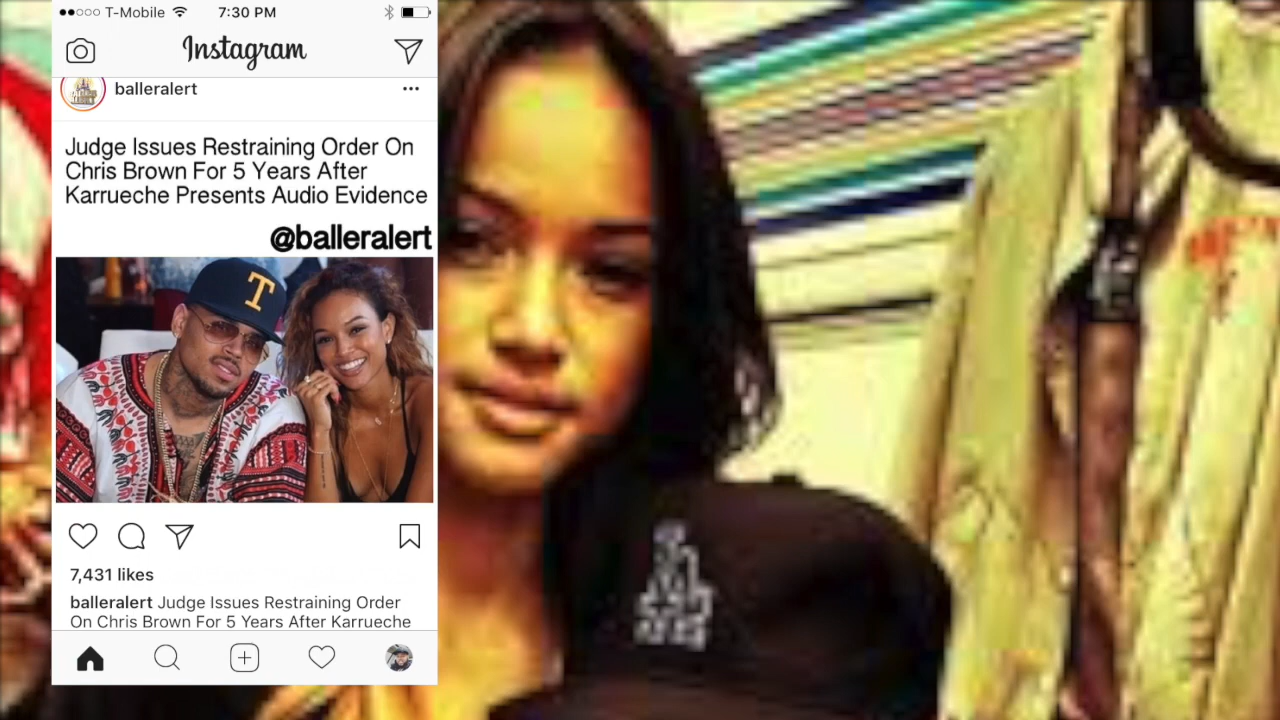 T-Mobile 7:30 PM
Instagram
balleralert
Judge Issues Restraining Order On
Chris Brown For 5 Years After
Karrueche Presents Audio Evidence
@balleralert
T
7,431 likes
balleralert Judge Issues Restraining Order
On Chris Brown For 5 Years After Karrueche